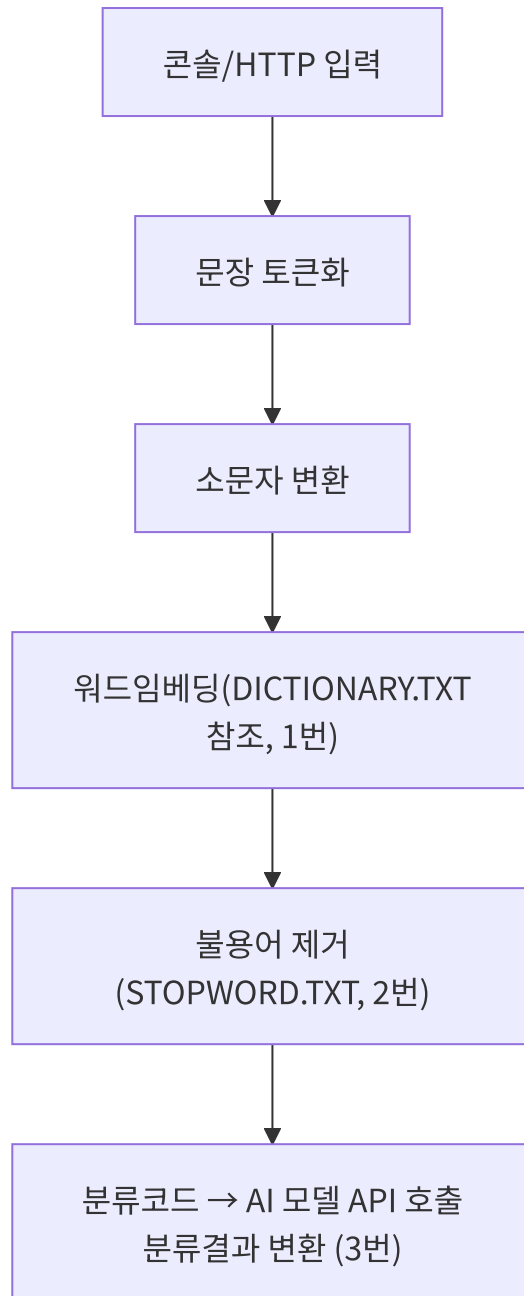 콘솔/HTTP 입력
문장 토큰화
소문자 변환
워드임베딩(DICTIONARY.TXT
참조, 1번)
불용어 제거
(STOPWORD.TXT, 2번)
분류코드 → AI 모델 API 호출
분류결과 변환 (3번)